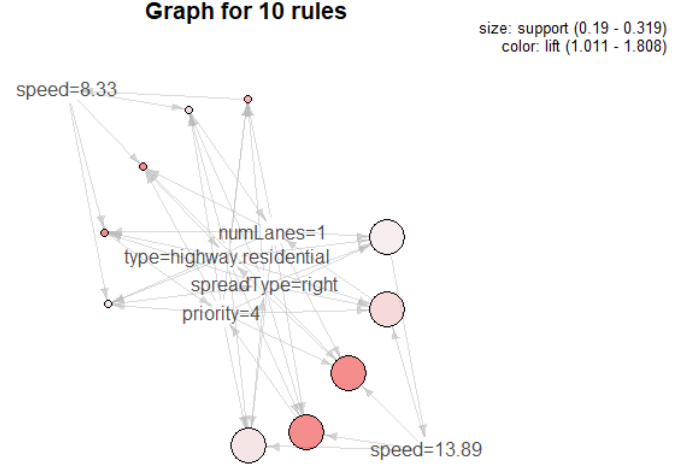 Graph for 10 rules
size: support (0.19 - 0.319)
color: lift (1.011 - 1.808)
speed=8.33
numLanes=1
type=highway.residential
spreadType=right
priority=4
speed=13.89